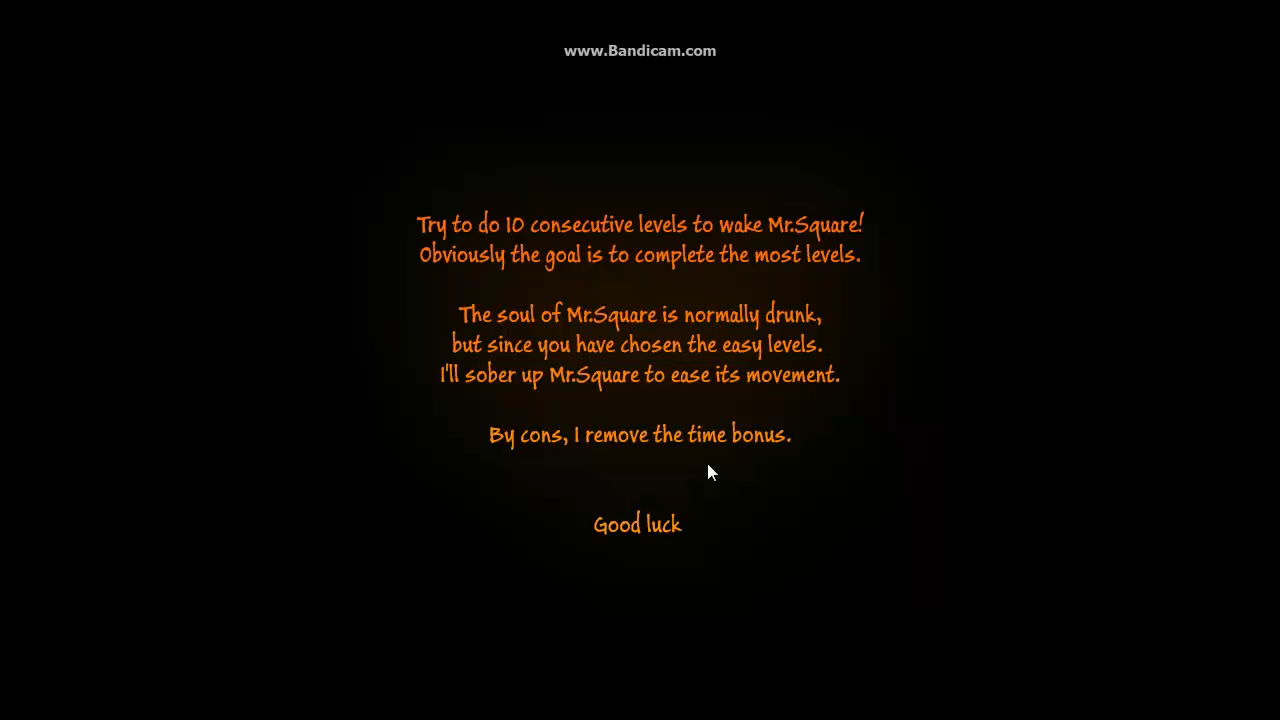 www.Bandicam.com
Try to do 10 consecutive levels to wake Mr.Square!
Obviously the goal is to complete the most levels.
The soul of Mr.Square is normally drunk,
but since you have chosen the easy levels.
I'll sober up Mr.Square to ease its movement.
By cons, I remove the time bonus.
Good luck